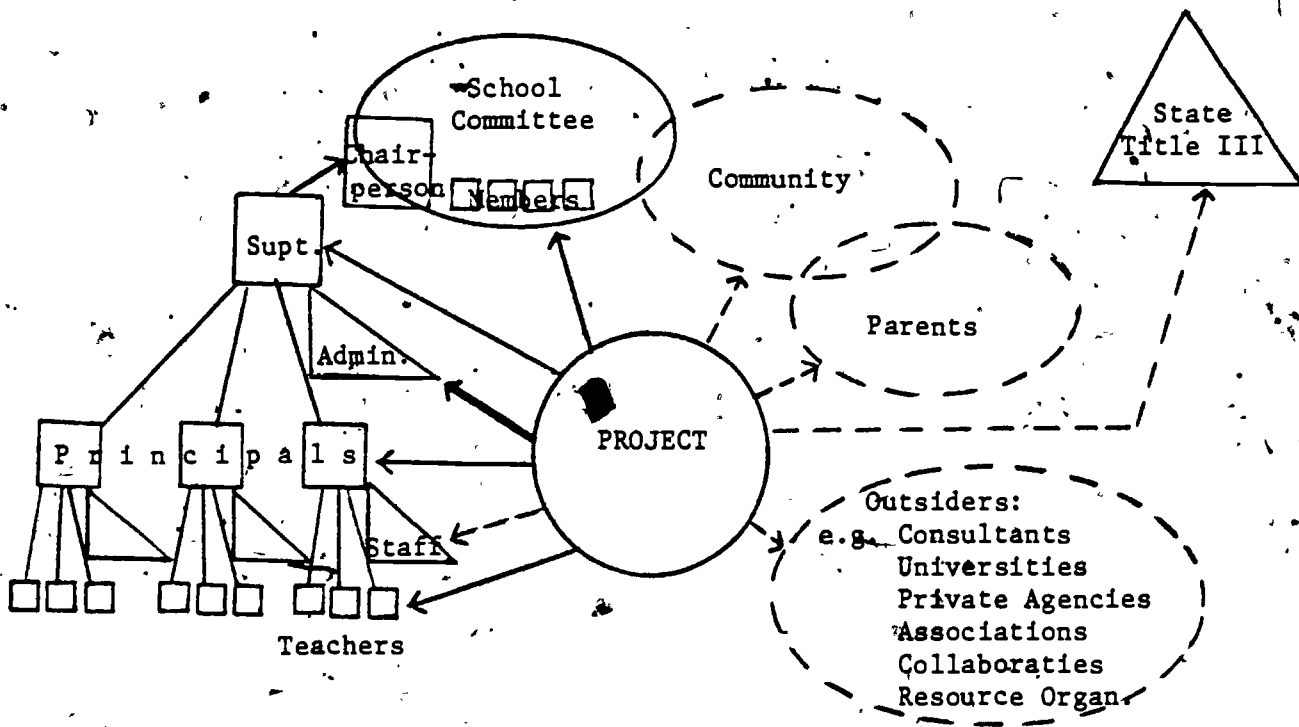 School
Committee
Chair-
person
Members
Community
State
Title III
Supt.
Parents
Admin.
PROJECT
Principals
Staff
Teachers
Outsiders:
e.g. Consultants
Universities
Private Agencies
Associations
Collaboraties
Resource Organ.